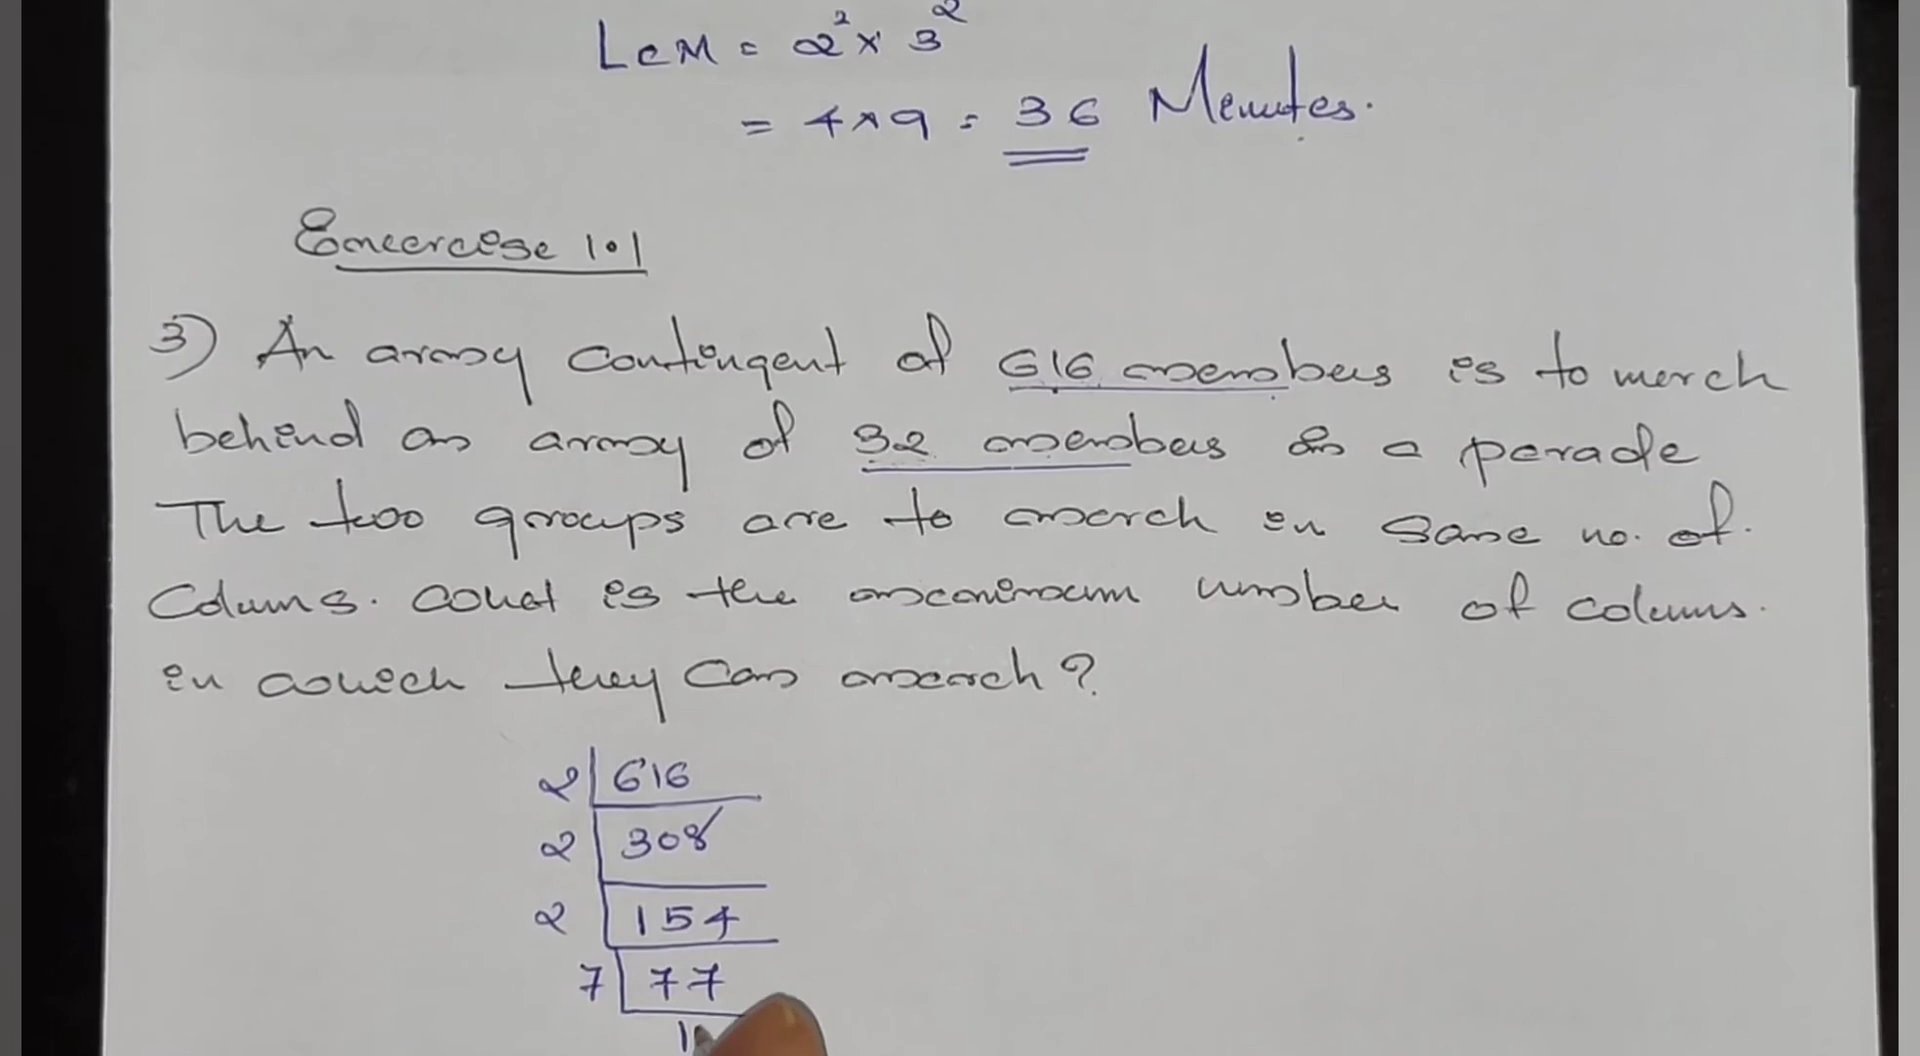 LCM = 2² x 3²
= 4 x 9 = 36 Minutes.
Exercise 1.1
3) An army contingent of 616 members is to march
behind an army of 32 members in a parade
The two groups are to march in same no. of
Colums. What is the maximum number of colums.
in which they can march?
2 | 616
2 | 308
2 | 154
7 | 77